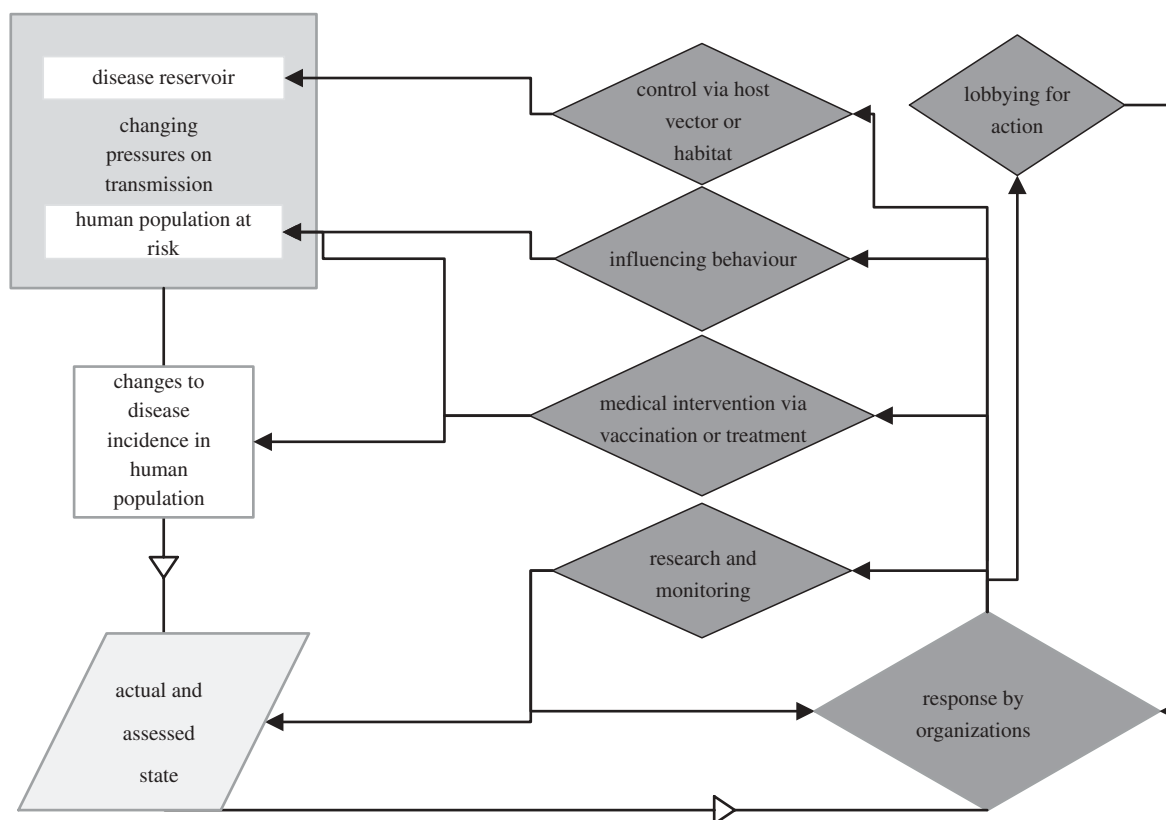 disease reservoir
changing
pressures on
transmission
human population at
risk
control via host
vector or
habitat
lobbying for
action
influencing behaviour
changes to
disease
incidence in
human
population
medical intervention via
vaccination or treatment
research and
monitoring
actual and
assessed
state
response by
organizations